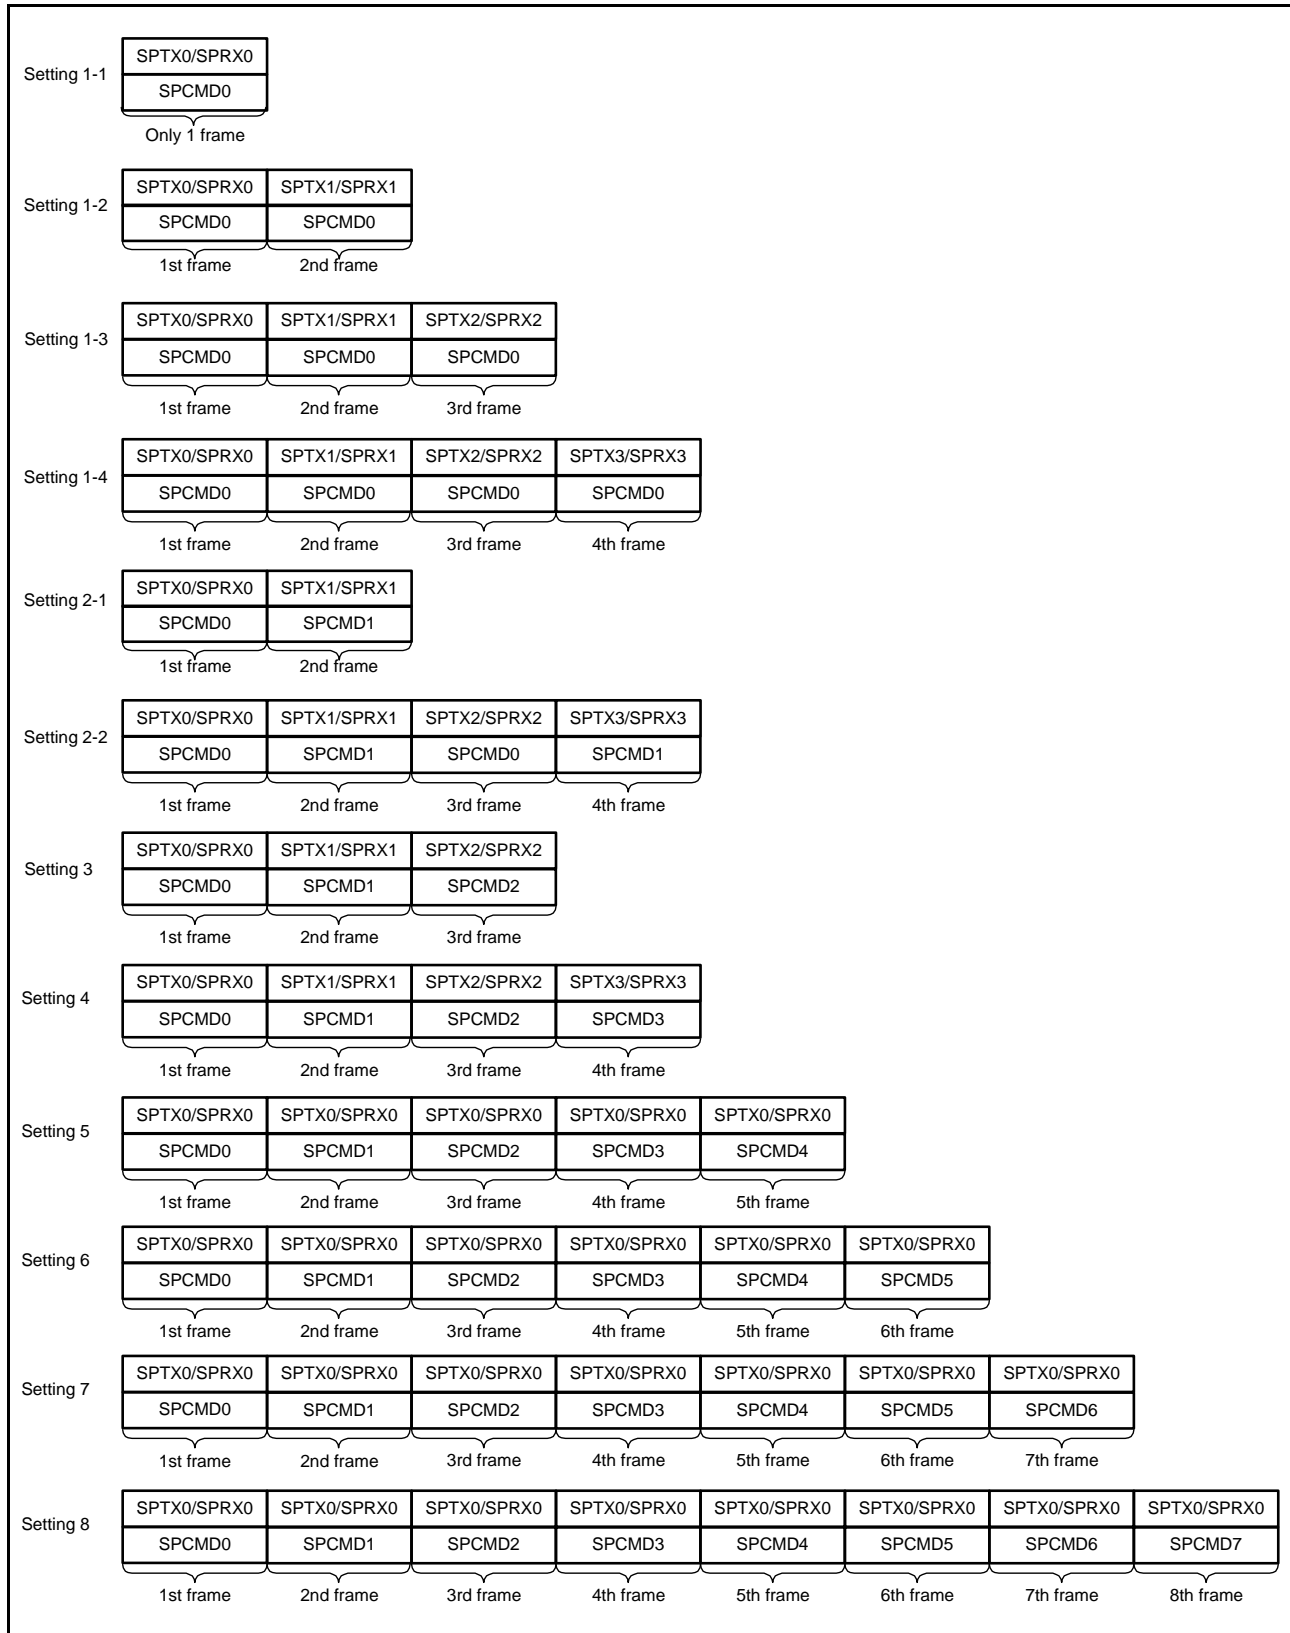 SPTX0/SPRX0
Setting 1-1
SPCMD0
Only 1 frame
SPTX0/SPRX0 SPTX1/SPRX1
Setting 1-2
SPCMD0 SPCMD0
1st frame 2nd frame
SPTX0/SPRX0 SPTX1/SPRX1 SPTX2/SPRX2
Setting 1-3
SPCMD0 SPCMD0 SPCMD0
1st frame 2nd frame 3rd frame
SPTX0/SPRX0 SPTX1/SPRX1 SPTX2/SPRX2 SPTX3/SPRX3
Setting 1-4
SPCMD0 SPCMD0 SPCMD0 SPCMD0
1st frame 2nd frame 3rd frame 4th frame
SPTX0/SPRX0 SPTX1/SPRX1
Setting 2-1
SPCMD0 SPCMD1
1st frame 2nd frame
SPTX0/SPRX0 SPTX1/SPRX1 SPTX2/SPRX2 SPTX3/SPRX3
Setting 2-2
SPCMD0 SPCMD1 SPCMD0 SPCMD1
1st frame 2nd frame 3rd frame 4th frame
SPTX0/SPRX0 SPTX1/SPRX1 SPTX2/SPRX2
Setting 3
SPCMD0 SPCMD1 SPCMD2
1st frame 2nd frame 3rd frame
SPTX0/SPRX0 SPTX1/SPRX1 SPTX2/SPRX2 SPTX3/SPRX3
Setting 4
SPCMD0 SPCMD1 SPCMD2 SPCMD3
1st frame 2nd frame 3rd frame 4th frame
SPTX0/SPRX0 SPTX0/SPRX0 SPTX0/SPRX0 SPTX0/SPRX0 SPTX0/SPRX0
Setting 5
SPCMD0 SPCMD1 SPCMD2 SPCMD3 SPCMD4
1st frame 2nd frame 3rd frame 4th frame 5th frame
SPTX0/SPRX0 SPTX0/SPRX0 SPTX0/SPRX0 SPTX0/SPRX0 SPTX0/SPRX0 SPTX0/SPRX0
Setting 6
SPCMD0 SPCMD1 SPCMD2 SPCMD3 SPCMD4 SPCMD5
1st frame 2nd frame 3rd frame 4th frame 5th frame 6th frame
SPTX0/SPRX0 SPTX0/SPRX0 SPTX0/SPRX0 SPTX0/SPRX0 SPTX0/SPRX0 SPTX0/SPRX0 SPTX0/SPRX0
Setting 7
SPCMD0 SPCMD1 SPCMD2 SPCMD3 SPCMD4 SPCMD5 SPCMD6
1st frame 2nd frame 3rd frame 4th frame 5th frame 6th frame 7th frame
SPTX0/SPRX0 SPTX0/SPRX0 SPTX0/SPRX0 SPTX0/SPRX0 SPTX0/SPRX0 SPTX0/SPRX0 SPTX0/SPRX0 SPTX0/SPRX0
Setting 8
SPCMD0 SPCMD1 SPCMD2 SPCMD3 SPCMD4 SPCMD5 SPCMD6 SPCMD7
1st frame 2nd frame 3rd frame 4th frame 5th frame 6th frame 7th frame 8th frame